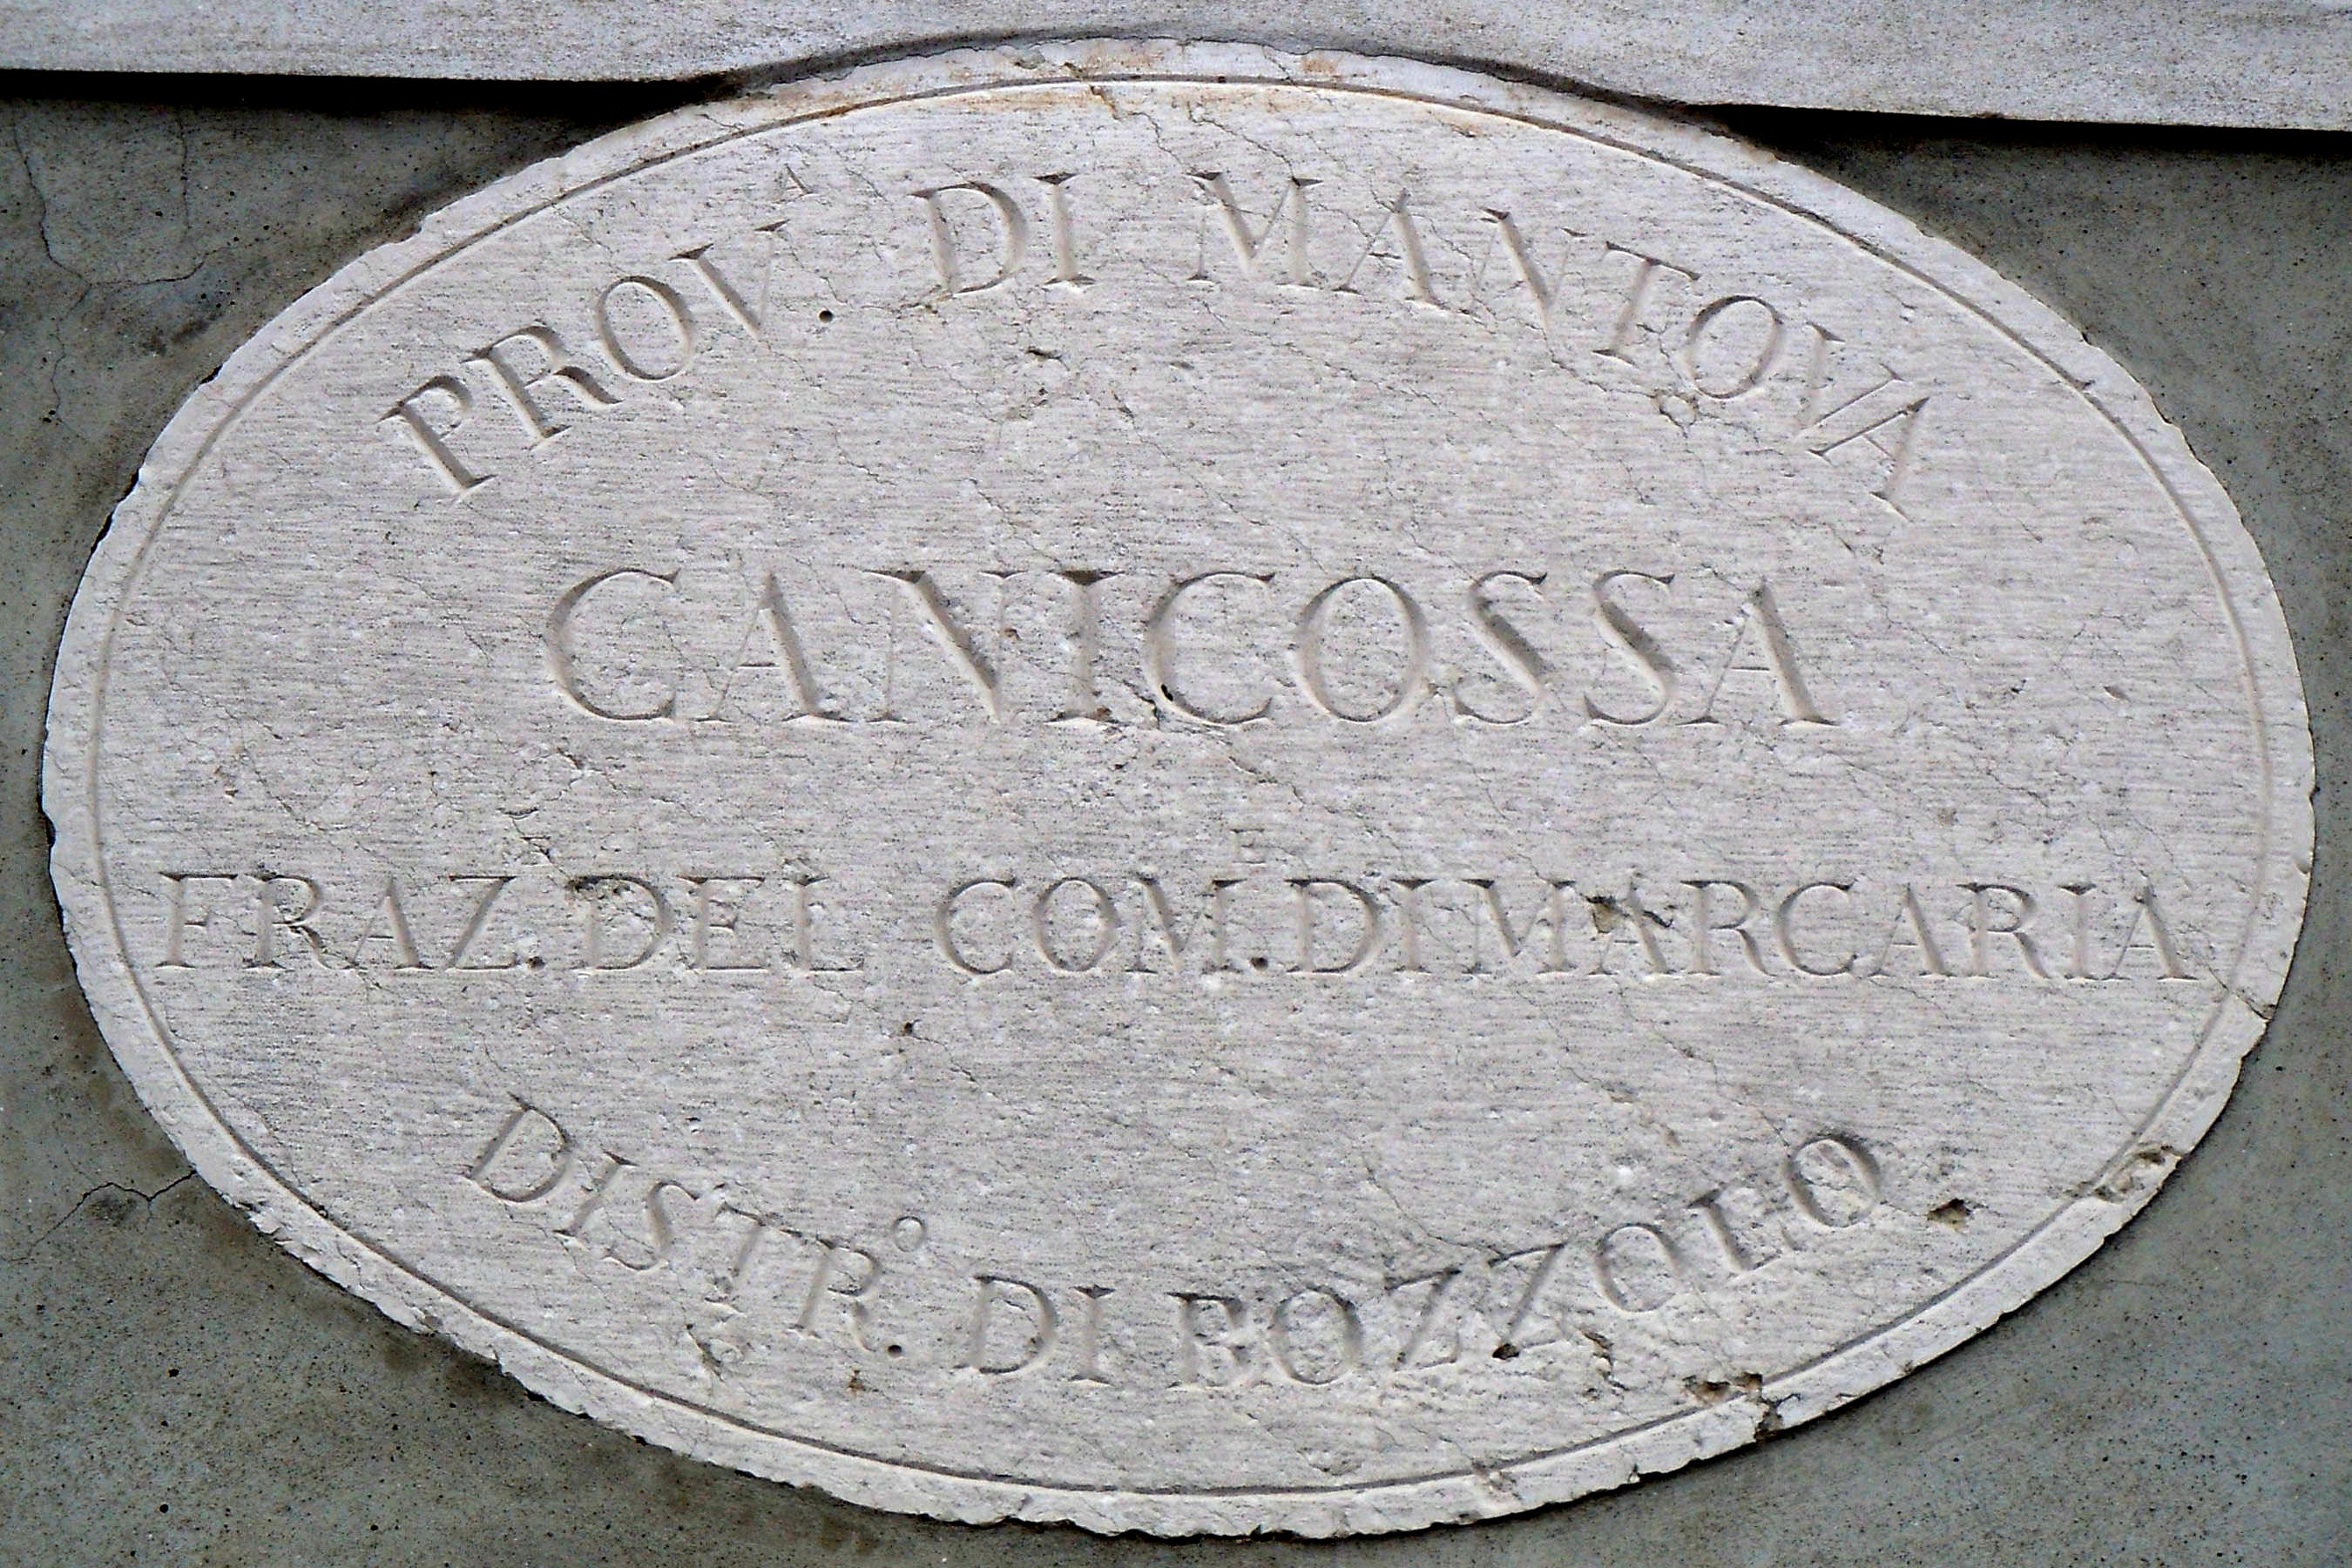 PROV.ᴬ DI MANTOVA
CANICOSSA
FRAZ.ᴱ DEL COM.ᴱ DI MARCARIA
DISTR.º DI BOZZOLO